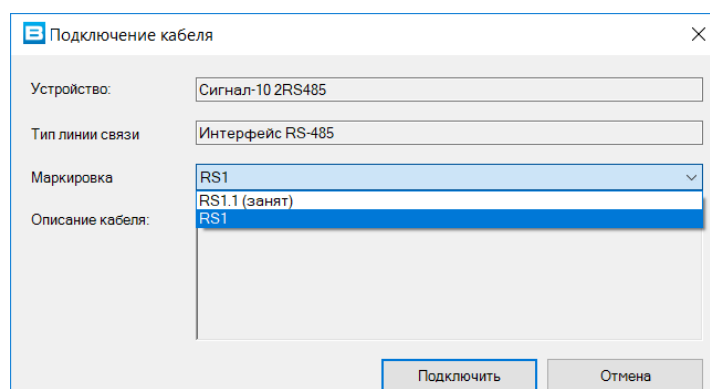 Подключение кабеля
Устройство: Сигнал-10 2RS485
Тип линии связи Интерфейс RS-485
Маркировка RS1
RS1.1 (занят)
Описание кабеля: RS1
Подключить Отмена